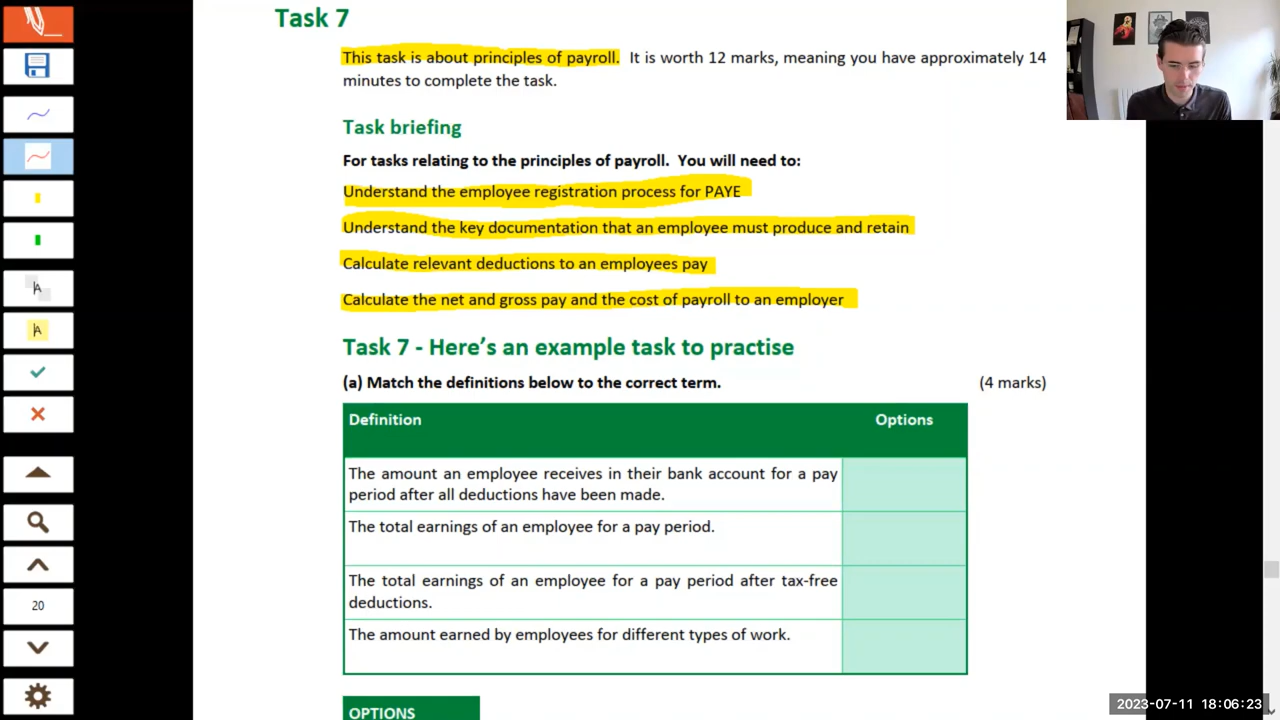 Task 7
This task is about principles of payroll. It is worth 12 marks, meaning you have approximately 14
minutes to complete the task.
Task briefing
For tasks relating to the principles of payroll. You will need to:
Understand the employee registration process for PAYE
Understand the key documentation that an employee must produce and retain
Calculate relevant deductions to an employees pay
Calculate the net and gross pay and the cost of payroll to an employer
Task 7 - Here's an example task to practise
(a) Match the definitions below to the correct term. (4 marks)
Definition Options
The amount an employee receives in their bank account for a pay
period after all deductions have been made.
The total earnings of an employee for a pay period.
The total earnings of an employee for a pay period after tax-free
deductions.
The amount earned by employees for different types of work.
OPTIONS
A
A
20
2023-07-11 18:06:23